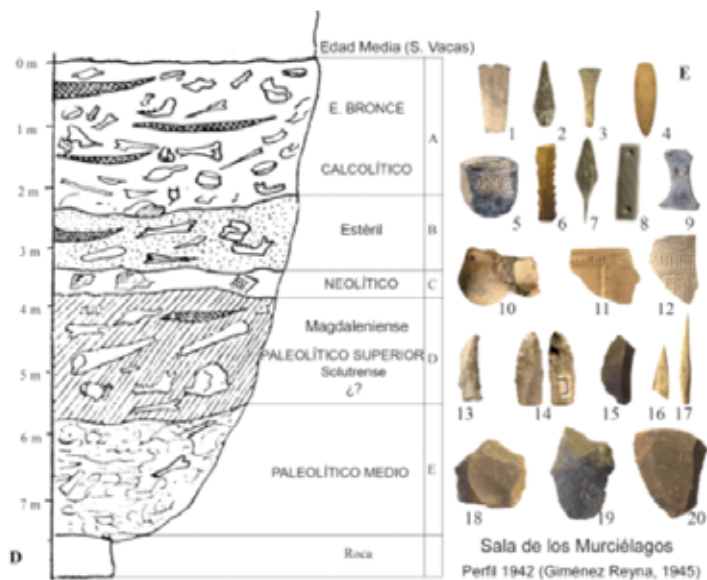 Edad Media (S. Vacas)
0 m
E. BRONCE
1 m
A
CALCOLÍTICO
2 m
Estéril
B
3 m
NEOLÍTICO
C
4 m
Magdaleniense
PALEOLÍTICO SUPERIOR
D
5 m
Solutrense
¿?
6 m
PALEOLÍTICO MEDIO
E
7 m
Roca
D
E
1 2 3 4
5 6 7 8 9
10 11 12
13 14 15 16 17
18 19 20
Sala de los Murciélagos
Perfil 1942 (Giménez Reyna, 1945)